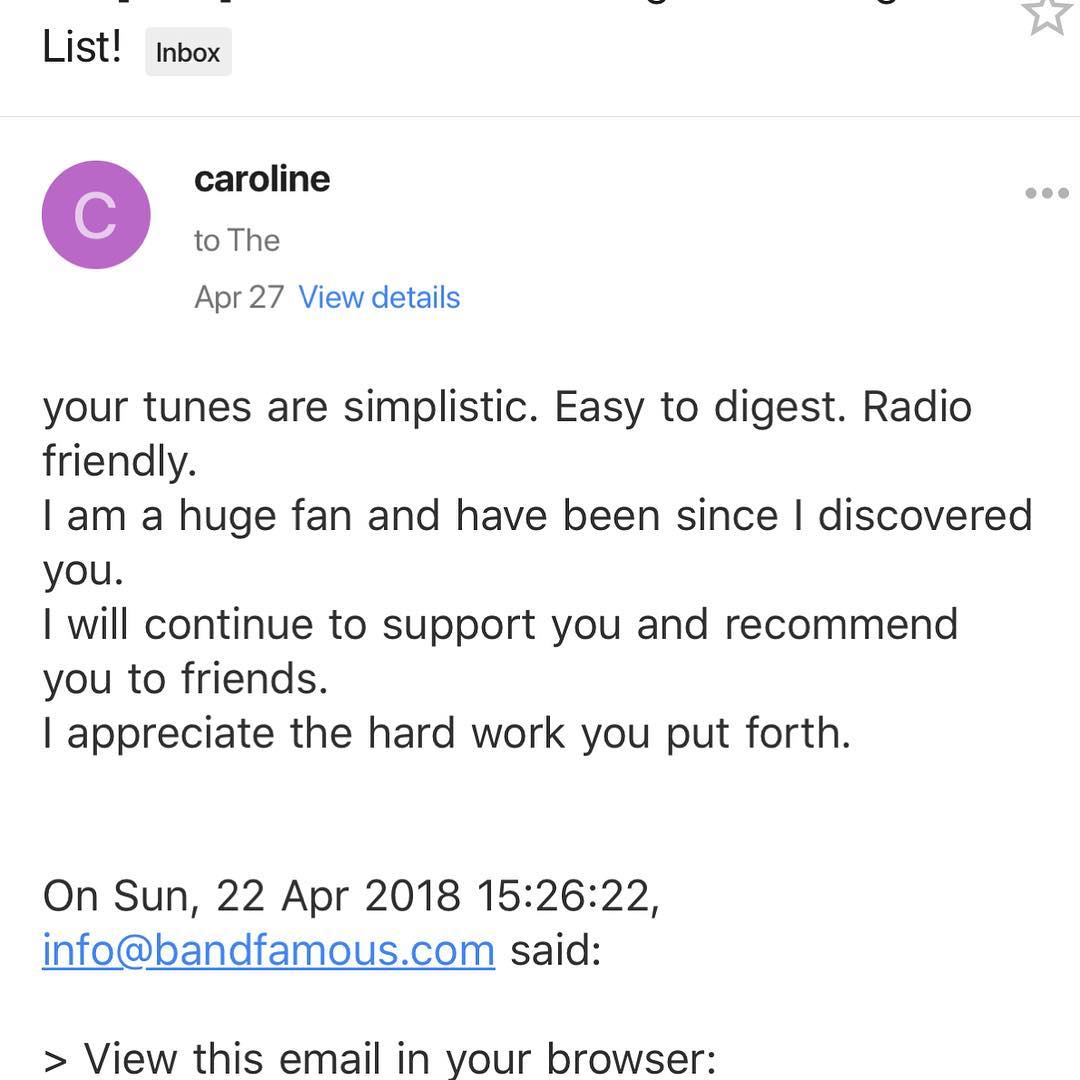 List! Inbox
C
caroline
to The
Apr 27 View details
your tunes are simplistic. Easy to digest. Radio
friendly.
I am a huge fan and have been since I discovered
you.
I will continue to support you and recommend
you to friends.
I appreciate the hard work you put forth.
On Sun, 22 Apr 2018 15:26:22,
info@bandfamous.com said:
> View this email in your browser: